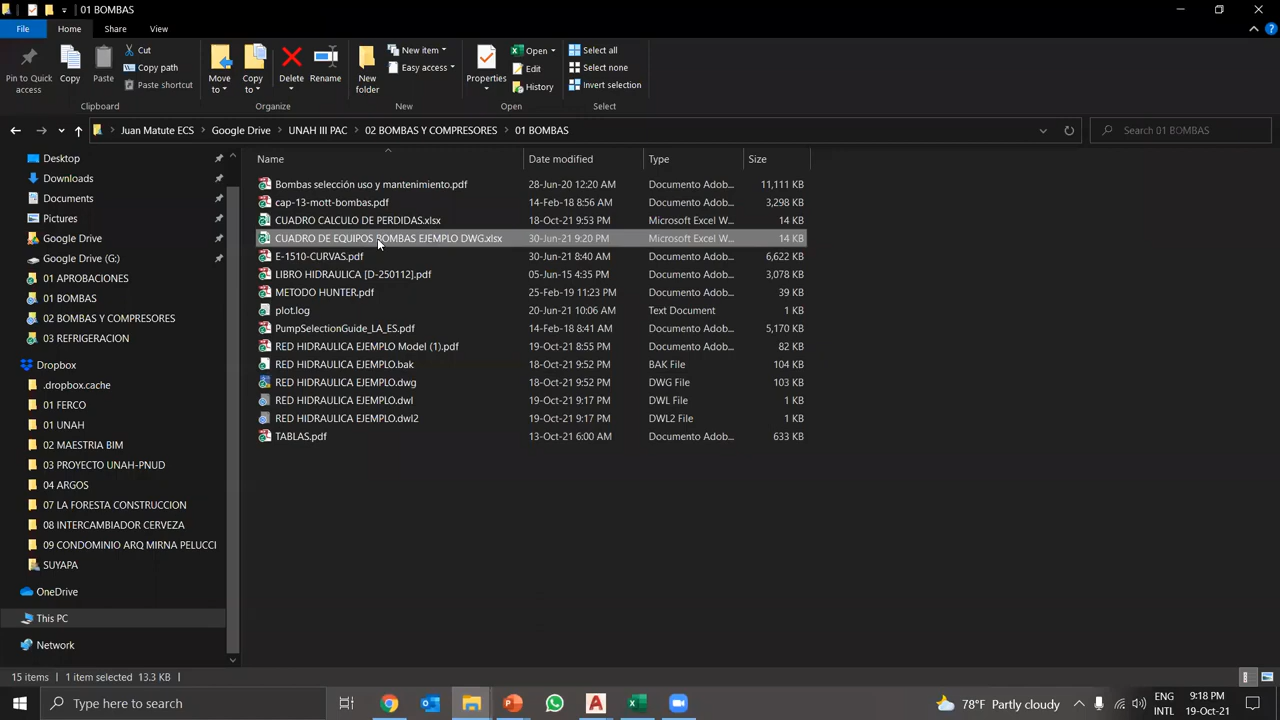 01 BOMBAS
File Home Share View
Pin to Quick access
Copy
Paste
Cut
Copy path
Paste shortcut
Clipboard
Move to
Copy to
Delete
Rename
Organize
New folder
New item
Easy access
New
Properties
Open
Edit
History
Open
Select all
Select none
Invert selection
Select
Juan Matute ECS > Google Drive > UNAH III PAC > 02 BOMBAS Y COMPRESORES > 01 BOMBAS
Search 01 BOMBAS
Desktop
Downloads
Documents
Pictures
Google Drive
Google Drive (G:)
01 APROBACIONES
01 BOMBAS
02 BOMBAS Y COMPRESORES
03 REFRIGERACION
Dropbox
.dropbox.cache
01 FERCO
01 UNAH
02 MAESTRIA BIM
03 PROYECTO UNAH-PNUD
04 ARGOS
07 LA FORESTA CONSTRUCCION
08 INTERCAMBIADOR CERVEZA
09 CONDOMINIO ARQ MIRNA PELUCCI
SUYAPA
OneDrive
This PC
Network
Name Date modified Type Size
Bombas selección uso y mantenimiento.pdf 28-Jun-20 12:20 AM Documento Adob... 11,111 KB
cap-13-mott-bombas.pdf 14-Feb-18 8:56 AM Documento Adob... 3,298 KB
CUADRO CALCULO DE PERDIDAS.xlsx 18-Oct-21 9:53 PM Microsoft Excel W... 14 KB
CUADRO DE EQUIPOS BOMBAS EJEMPLO DWG.xlsx 30-Jun-21 9:20 PM Microsoft Excel W... 14 KB
E-1510-CURVAS.pdf 30-Jun-21 8:40 AM Documento Adob... 6,622 KB
LIBRO HIDRAULICA [D-250112].pdf 05-Jun-15 4:35 PM Documento Adob... 3,078 KB
METODO HUNTER.pdf 25-Feb-19 11:23 PM Documento Adob... 39 KB
plot.log 20-Jun-21 10:06 AM Text Document 1 KB
PumpSelectionGuide_LA_ES.pdf 14-Feb-18 8:41 AM Documento Adob... 5,170 KB
RED HIDRAULICA EJEMPLO Model (1).pdf 19-Oct-21 8:55 PM Documento Adob... 82 KB
RED HIDRAULICA EJEMPLO.bak 18-Oct-21 9:52 PM BAK File 104 KB
RED HIDRAULICA EJEMPLO.dwg 18-Oct-21 9:52 PM DWG File 103 KB
RED HIDRAULICA EJEMPLO.dwl 19-Oct-21 9:17 PM DWL File 1 KB
RED HIDRAULICA EJEMPLO.dwl2 19-Oct-21 9:17 PM DWL2 File 1 KB
TABLAS.pdf 13-Oct-21 6:00 AM Documento Adob... 633 KB
15 items 1 item selected 13.3 KB
Type here to search
78°F Partly cloudy
ENG
INTL
9:18 PM
19-Oct-21